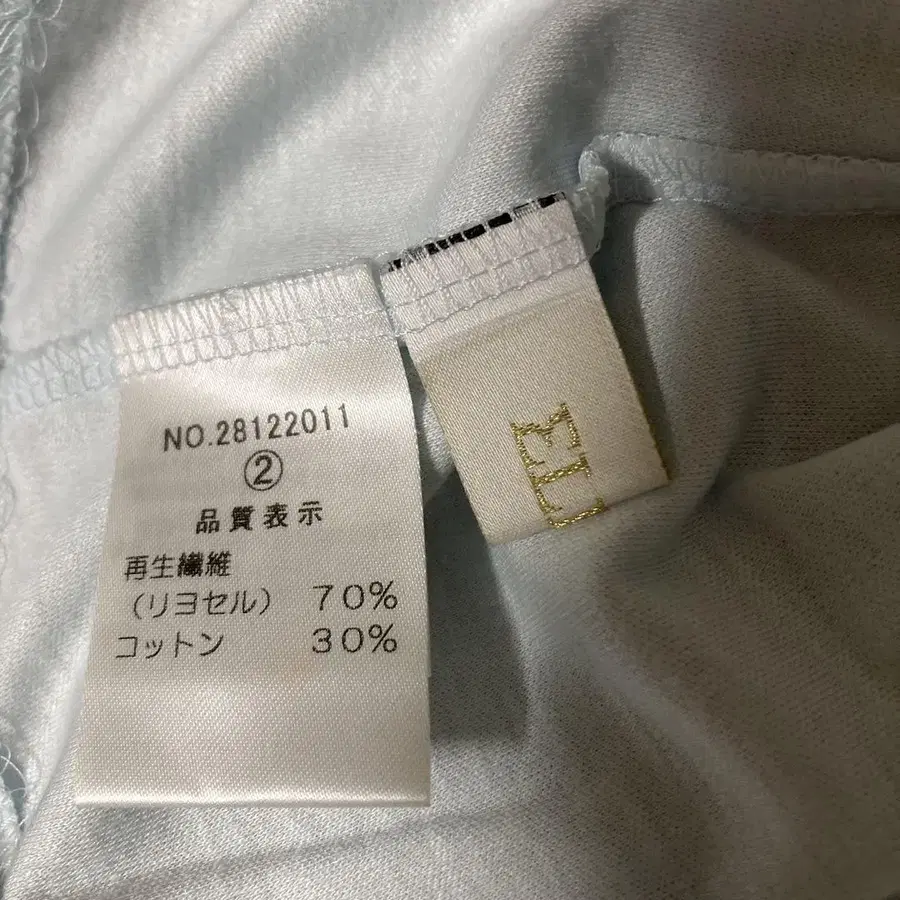 NO.28122011
②
品質表示
再生繊維
（リヨセル） 70%
コットン 30%